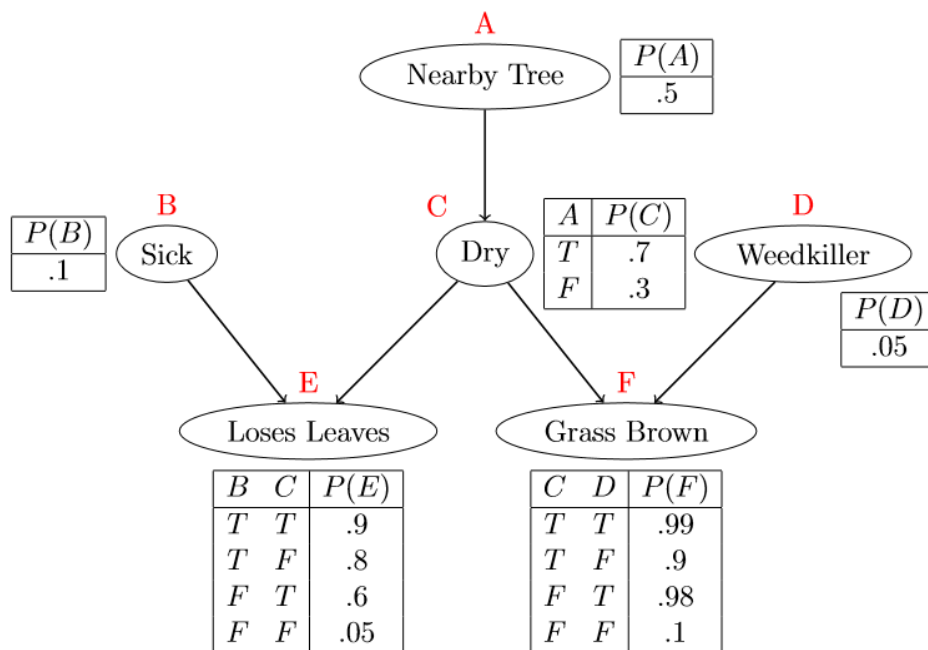 A
Nearby Tree
P(A)
.5
B
P(B)
.1
Sick
C
Dry
A P(C)
T .7
F .3
D
Weedkiller
P(D)
.05
E
Loses Leaves
F
Grass Brown
B C P(E)
T T .9
T F .8
F T .6
F F .05
C D P(F)
T T .99
T F .9
F T .98
F F .1